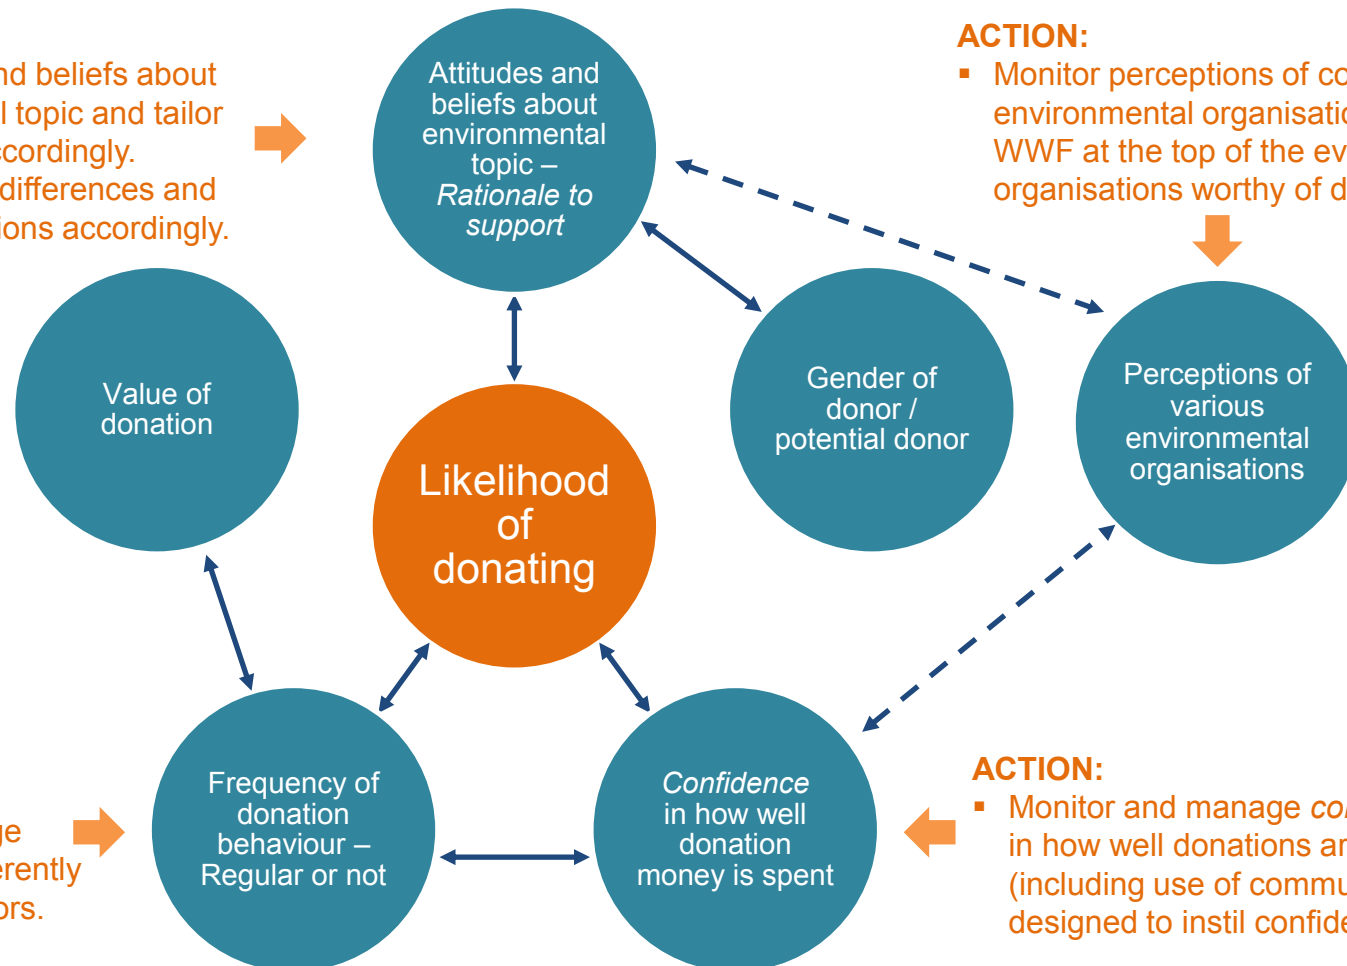 nd beliefs about
l topic and tailor
ccordingly.
differences and
ions accordingly.
Attitudes and
beliefs about
environmental
topic –
Rationale to
support
ACTION:
▪ Monitor perceptions of co
environmental organisatio
WWF at the top of the ev
organisations worthy of d
Value of
donation
Gender of
donor /
potential donor
Perceptions of
various
environmental
organisations
Likelihood
of
donating
Frequency of
donation
behaviour –
Regular or not
Confidence
in how well
donation
money is spent
ge
erently
ors.
ACTION:
▪ Monitor and manage co
in how well donations ar
(including use of commu
designed to instil confide